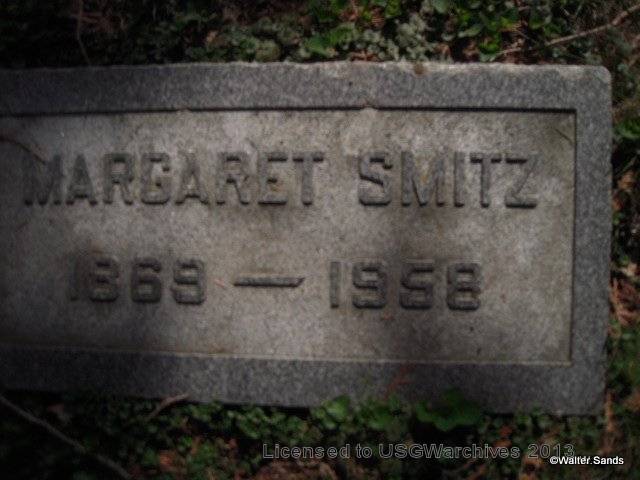 MARGARET SMITZ
1869 — 1958
Licensed to USGWarchives 2013
©Walter Sands